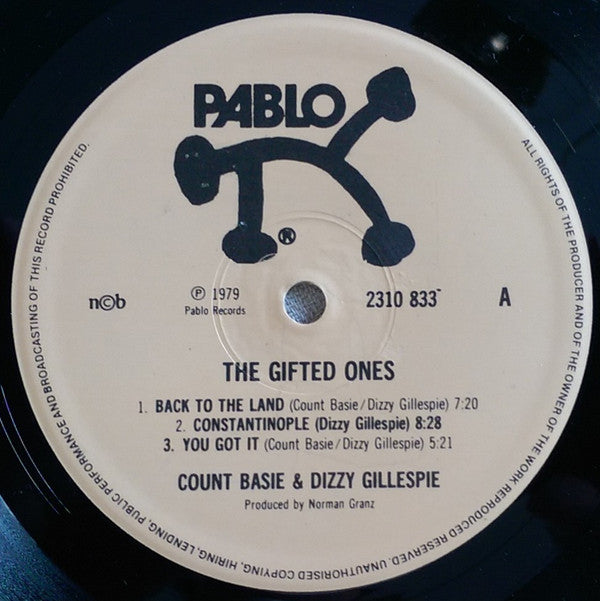 PABLO
®
n©b
℗ 1979
Pablo Records
2310 833
A
THE GIFTED ONES
1. BACK TO THE LAND (Count Basie/Dizzy Gillespie) 7:20
2. CONSTANTINOPLE (Dizzy Gillespie) 8:28
3. YOU GOT IT (Count Basie/Dizzy Gillespie) 5:21
COUNT BASIE & DIZZY GILLESPIE
Produced by Norman Granz
ALL RIGHTS OF THE PRODUCER AND OF THE OWNER OF THE WORK REPRODUCED RESERVED. UNAUTHORISED COPYING, HIRING, LENDING, PUBLIC PERFORMANCE AND BROADCASTING OF THIS RECORD PROHIBITED.